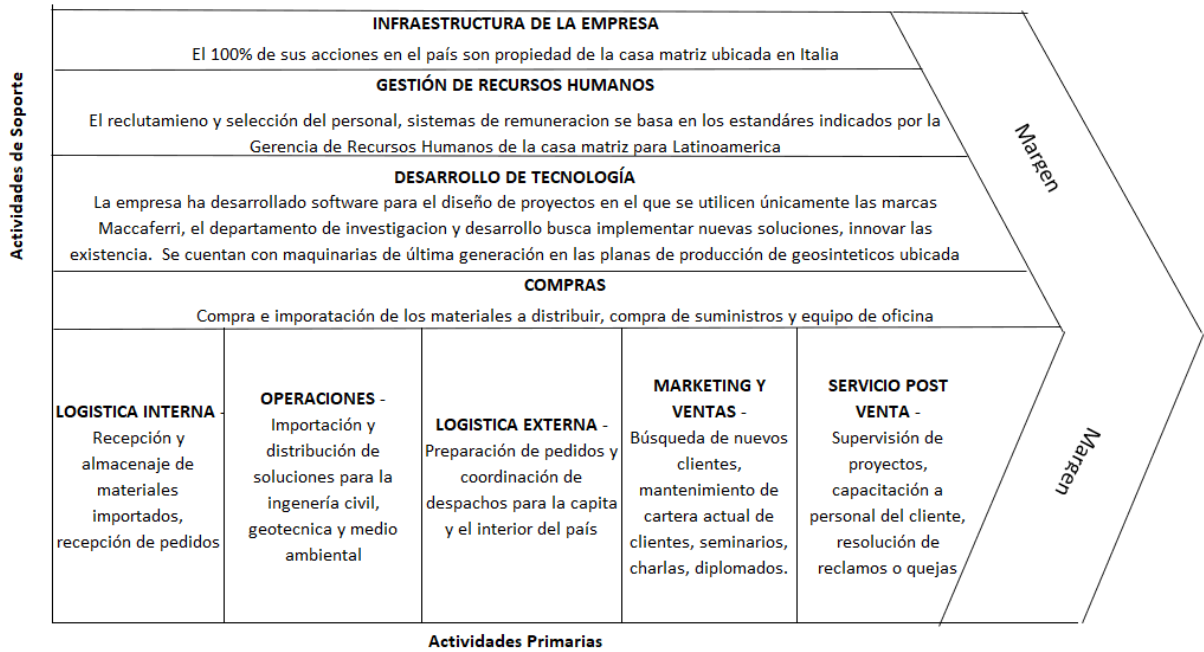 Actividades de Soporte
INFRAESTRUCTURA DE LA EMPRESA
El 100% de sus acciones en el país son propiedad de la casa matriz ubicada en Italia
GESTIÓN DE RECURSOS HUMANOS
El reclutamieno y selección del personal, sistemas de remuneracion se basa en los estandáres indicados por la
Gerencia de Recursos Humanos de la casa matriz para Latinoamerica
DESARROLLO DE TECNOLOGÍA
La empresa ha desarrollado software para el diseño de proyectos en el que se utilicen únicamente las marcas
Maccaferri, el departamento de investigacion y desarrollo busca implementar nuevas soluciones, innovar las
existencia. Se cuentan con maquinarias de última generación en las planas de producción de geosinteticos ubicada
COMPRAS
Compra e imporatación de los materiales a distribuir, compra de suministros y equipo de oficina
Margen
LOGISTICA INTERNA -
Recepción y
almacenaje de
materiales
importados,
recepción de pedidos
OPERACIONES -
Importación y
distribución de
soluciones para la
ingenería civil,
geotecnica y medio
ambiental
LOGISTICA EXTERNA -
Preparación de pedidos y
coordinación de
despachos para la capita
y el interior del país
MARKETING Y
VENTAS -
Búsqueda de nuevos
clientes,
mantenimiento de
cartera actual de
clientes, seminarios,
charlas, diplomados.
SERVICIO POST
VENTA -
Supervisión de
proyectos,
capacitación a
personal del cliente,
resolución de
reclamos o quejas
Margen
Actividades Primarias